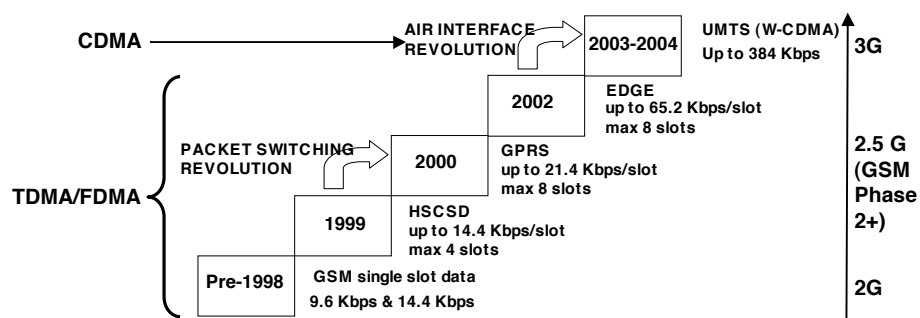 CDMA
AIR INTERFACE
REVOLUTION
2003-2004
UMTS (W-CDMA)
Up to 384 Kbps
3G
2002
EDGE
up to 65.2 Kbps/slot
max 8 slots
PACKET SWITCHING
REVOLUTION
2000
GPRS
up to 21.4 Kbps/slot
max 8 slots
2.5 G
(GSM
Phase
2+)
TDMA/FDMA
1999
HSCSD
up to 14.4 Kbps/slot
max 4 slots
Pre-1998
GSM single slot data
9.6 Kbps & 14.4 Kbps
2G